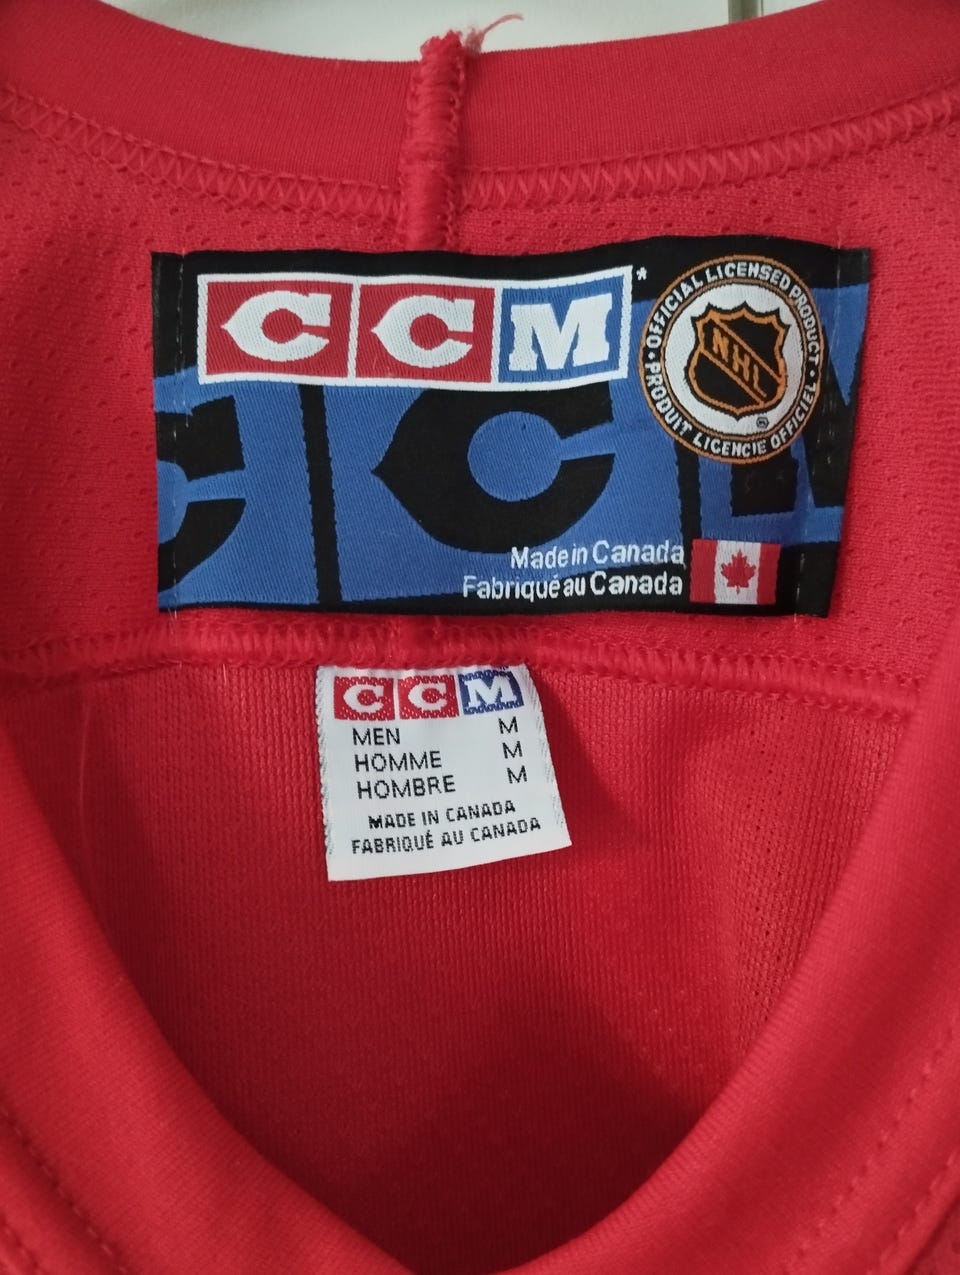 CCM*
OFFICIAL LICENSED PRODUCT
NHL
®
• PRODUIT LICENCIE OFFICIEL •
Made in Canada
Fabriqué au Canada
CCM
MEN M
HOMME M
HOMBRE M
MADE IN CANADA
FABRIQUÉ AU CANADA